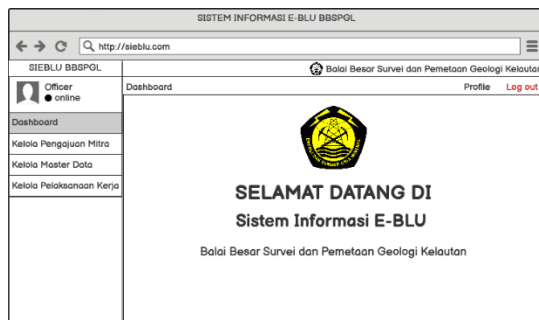 SISTEM INFORMASI E-BLU BBSPGL
http://sieblu.com
SIEBLU BBSPGL
Balai Besar Survei dan Pemetaan Geologi Kelautan
Officer
online
Dashboard
Profile
Log out
Dashboard
Kelola Pengajuan Mitra
Kelola Master Data
Kelola Pelaksanaan Kerja
SELAMAT DATANG DI
Sistem Informasi E-BLU
Balai Besar Survei dan Pemetaan Geologi Kelautan